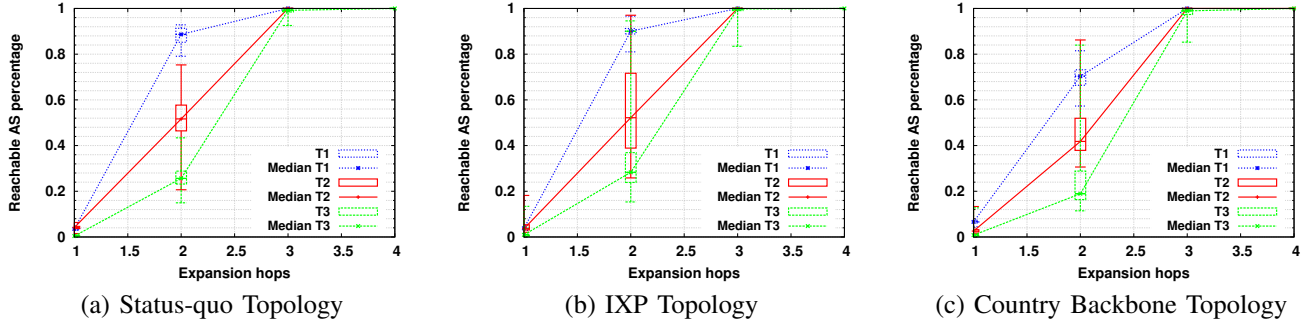 Reachable AS percentage
1
0.8
0.6
0.4
0.2
0
1 1.5 2 2.5 3 3.5 4
Expansion hops
T1
Median T1
T2
Median T2
T3
Median T3
(a) Status-quo Topology
Reachable AS percentage
1
0.8
0.6
0.4
0.2
0
1 1.5 2 2.5 3 3.5 4
Expansion hops
T1
Median T1
T2
Median T2
T3
Median T3
(b) IXP Topology
Reachable AS percentage
1
0.8
0.6
0.4
0.2
0
1 1.5 2 2.5 3 3.5 4
Expansion hops
T1
Median T1
T2
Median T2
T3
Median T3
(c) Country Backbone Topology